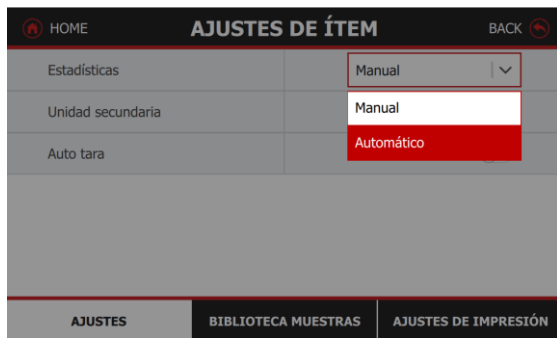 HOME
AJUSTES DE ÍTEM
BACK
Estadísticas
Manual
Unidad secundaria
Manual
Auto tara
Automático
AJUSTES
BIBLIOTECA MUESTRAS
AJUSTES DE IMPRESIÓN